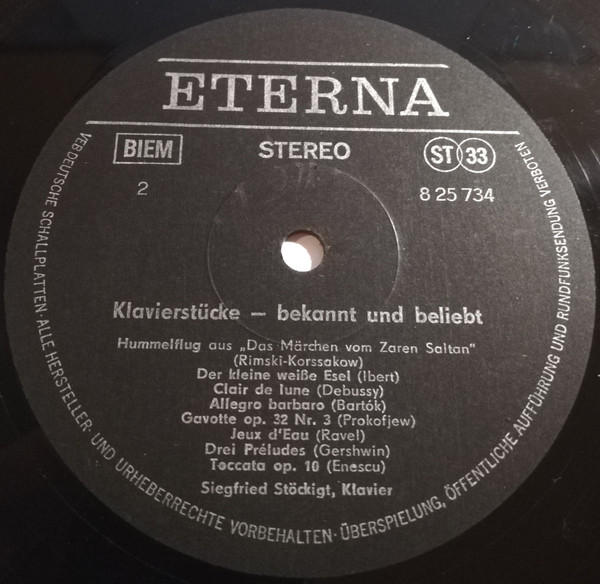 ETERNA
BIEM
STEREO
ST 33
2
8 25 734
Klavierstücke – bekannt und beliebt
Hummelflug aus „Das Märchen vom Zaren Saltan"
(Rimski-Korssakow)
Der kleine weiße Esel (Ibert)
Clair de lune (Debussy)
Allegro barbaro (Bartók)
Gavotte op. 32 Nr. 3 (Prokofjew)
Jeux d'Eau (Ravel)
Drei Préludes (Gershwin)
Toccata op. 10 (Enescu)
Siegfried Stöckigt, Klavier
VEB DEUTSCHE SCHALLPLATTEN · ALLE HERSTELLER- UND URHEBERRECHTE VORBEHALTEN · ÜBERSPIELUNG, ÖFFENTLICHE AUFFÜHRUNG UND RUNDFUNKSENDUNG VERBOTEN